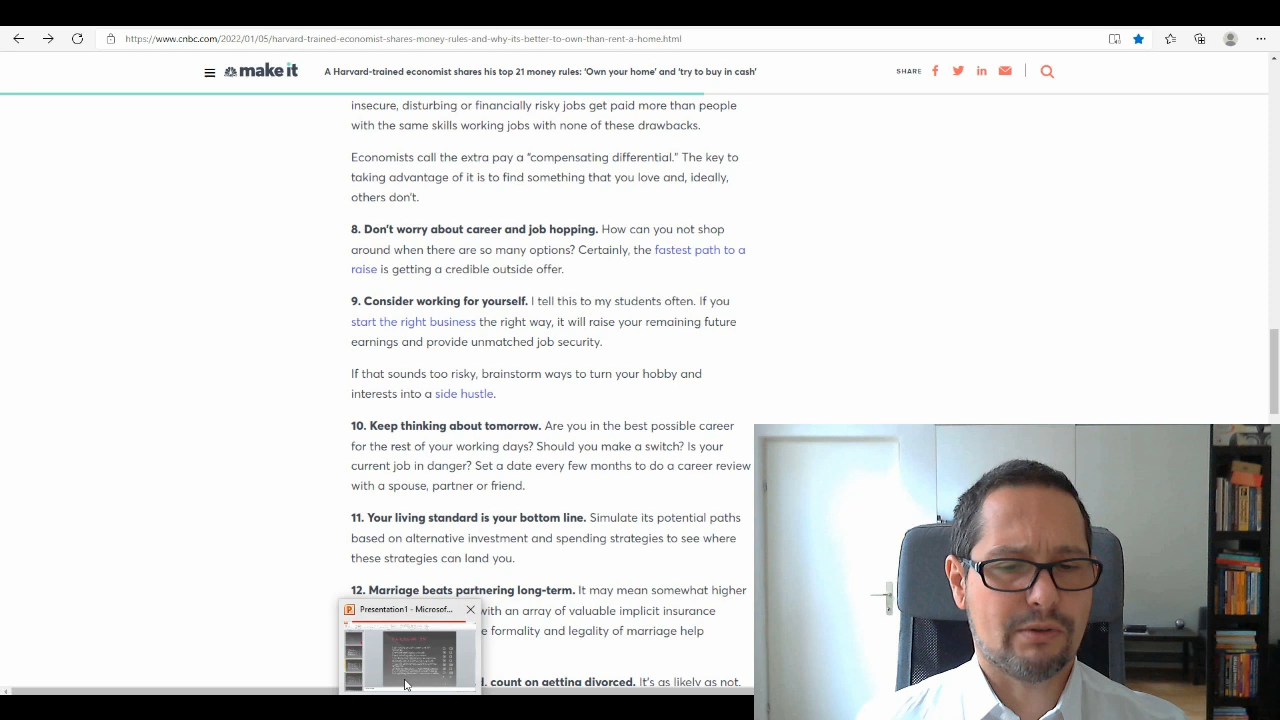 https://www.cnbc.com/2022/01/05/harvard-trained-economist-shares-money-rules-and-why-its-better-to-own-than-rent-a-home.html
make it
A Harvard-trained economist shares his top 21 money rules: ‘Own your home’ and ‘try to buy in cash’
SHARE
insecure, disturbing or financially risky jobs get paid more than people
with the same skills working jobs with none of these drawbacks.
Economists call the extra pay a “compensating differential.” The key to
taking advantage of it is to find something that you love and, ideally,
others don’t.
8. Don’t worry about career and job hopping. How can you not shop
around when there are so many options? Certainly, the fastest path to a
raise is getting a credible outside offer.
9. Consider working for yourself. I tell this to my students often. If you
start the right business the right way, it will raise your remaining future
earnings and provide unmatched job security.
If that sounds too risky, brainstorm ways to turn your hobby and
interests into a side hustle.
10. Keep thinking about tomorrow. Are you in the best possible career
for the rest of your working days? Should you make a switch? Is your
current job in danger? Set a date every few months to do a career review
with a spouse, partner or friend.
11. Your living standard is your bottom line. Simulate its potential paths
based on alternative investment and spending strategies to see where
these strategies can land you.
12. Marriage beats partnering long-term. It may mean somewhat higher
Presentation1 - Microsof...
with an array of valuable implicit insurance
e formality and legality of marriage help
count on getting divorced. It’s as likely as not,